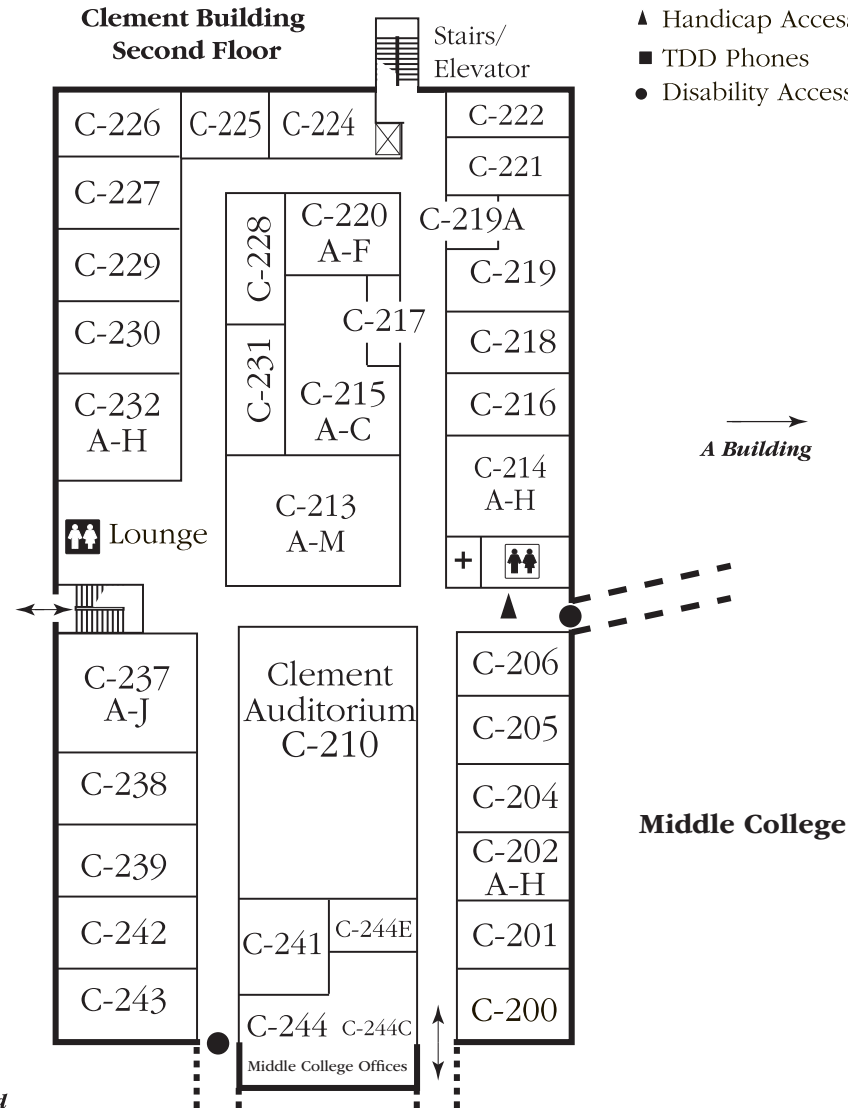 Clement Building
Second Floor
Stairs/
Elevator
Handicap Access
TDD Phones
Disability Access
C-226
C-225
C-224
C-222
C-227
C-221
C-228
C-220
A-F
C-219A
C-229
C-219
C-230
C-217
C-218
C-231
C-232
A-H
C-215
A-C
C-216
A Building
C-214
A-H
C-213
A-M
Lounge
C-237
A-J
Clement
Auditorium
C-210
C-206
C-205
C-238
C-204
Middle College
C-239
C-202
A-H
C-242
C-241
C-244E
C-201
C-243
C-244
C-244C
C-200
Middle College Offices